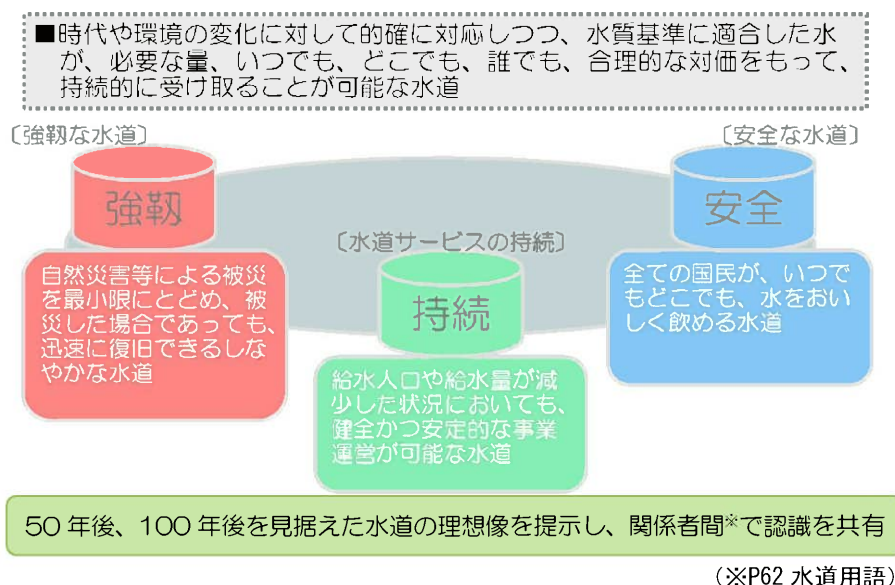 ■時代や環境の変化に対して的確に対応しつつ、水質基準に適合した水
が、必要な量、いつでも、どこでも、誰でも、合理的な対価をもって、
持続的に受け取ることが可能な水道
〔強靱な水道〕
〔安全な水道〕
強靱
安全
〔水道サービスの持続〕
持続
自然災害等による被災
を最小限にとどめ、被
災した場合であっても、
迅速に復旧できるしな
やかな水道
全ての国民が、いつで
もどこでも、水をおい
しく飲める水道
給水人口や給水量が減
少した状況においても、
健全かつ安定的な事業
運営が可能な水道
50年後、100年後を見据えた水道の理想像を提示し、関係者間※で認識を共有
(※P62 水道用語)